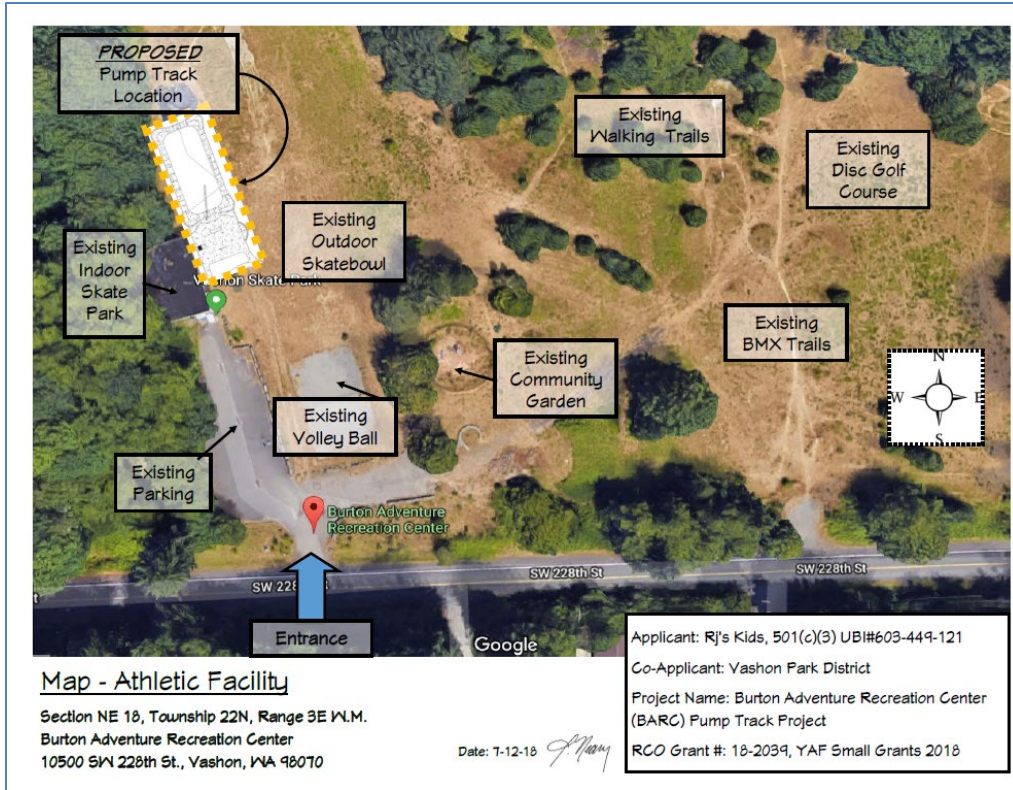 PROPOSED
Pump Track
Location
Existing
Walking Trails
Existing
Disc Golf
Course
Existing
Outdoor
Skatebowl
Existing
Indoor
Skate
Park
Vashon Skate Park
Existing
BMX Trails
Existing
Community
Garden
N
W E
S
Existing
Volley Ball
Existing
Parking
Burton Adventure
Recreation Center
SW 228th St
SW 228th St
Entrance
Google
Map - Athletic Facility
Section NE 18, Township 22N, Range 3E W.M.
Burton Adventure Recreation Center
10500 SW 228th St., Vashon, WA 98070
Date: 7-12-18
Applicant: Rj's Kids, 501(c)(3) UBI#603-449-121
Co-Applicant: Vashon Park District
Project Name: Burton Adventure Recreation Center
(BARC) Pump Track Project
RCO Grant #: 18-2039, YAF Small Grants 2018